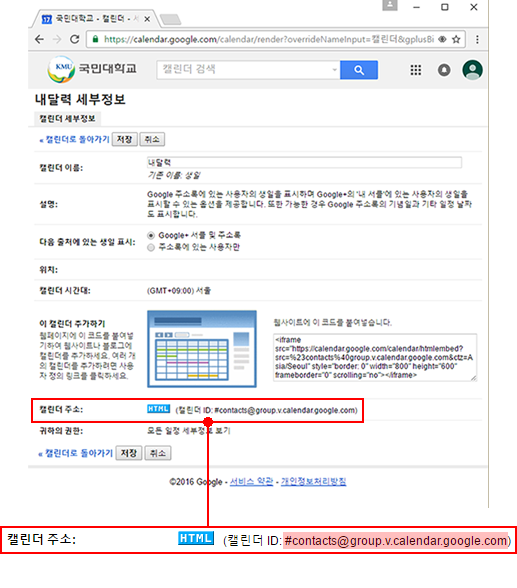 국민대학교 - 캘린더 - ㅅ
https://calendar.google.com/calendar/render?overrideNameInput=캘린더&gplusBi
KMU 국민대학교
캘린더 검색
내달력 세부정보
캘린더 세부정보
« 캘린더로 돌아가기 저장 취소
캘린더 이름: 내달력
기존 이름: 생일
설명: Google 주소록에 있는 사용자의 생일을 표시하며 Google+의 '내 서클'에 있는 사용자의 생일을
표시할 수 있는 옵션을 제공합니다. 또한 가능한 경우 Google 주소록의 기념일과 기타 일정 날짜
도 표시합니다.
다음 출처에 있는 생일 표시: Google+ 서클 및 주소록
주소록에 있는 사용자만
위치:
캘린더 시간대: (GMT+09:00) 서울
이 캘린더 추가하기
웹페이지에 이 코드를 붙여넣
기하여 웹사이트나 블로그에
캘린더를 추가하세요. 여러 개
의 캘린더를 추가하려면 사용
자 정의 링크를 클릭하세요.
웹사이트에 이 코드를 붙여넣습니다.
<iframe
src="https://calendar.google.com/calendar/htmlembed?
src=%23contacts%40group.v.calendar.google.com&ctz=A
sia/Seoul" style="border: 0" width="800" height="600"
frameborder="0" scrolling="no"></iframe>
캘린더 주소: HTML (캘린더 ID: #contacts@group.v.calendar.google.com)
귀하의 권한: 모든 일정 세부정보 보기
« 캘린더로 돌아가기 저장 취소
©2016 Google - 서비스 약관 - 개인정보처리방침
캘린더 주소: HTML (캘린더 ID: #contacts@group.v.calendar.google.com)